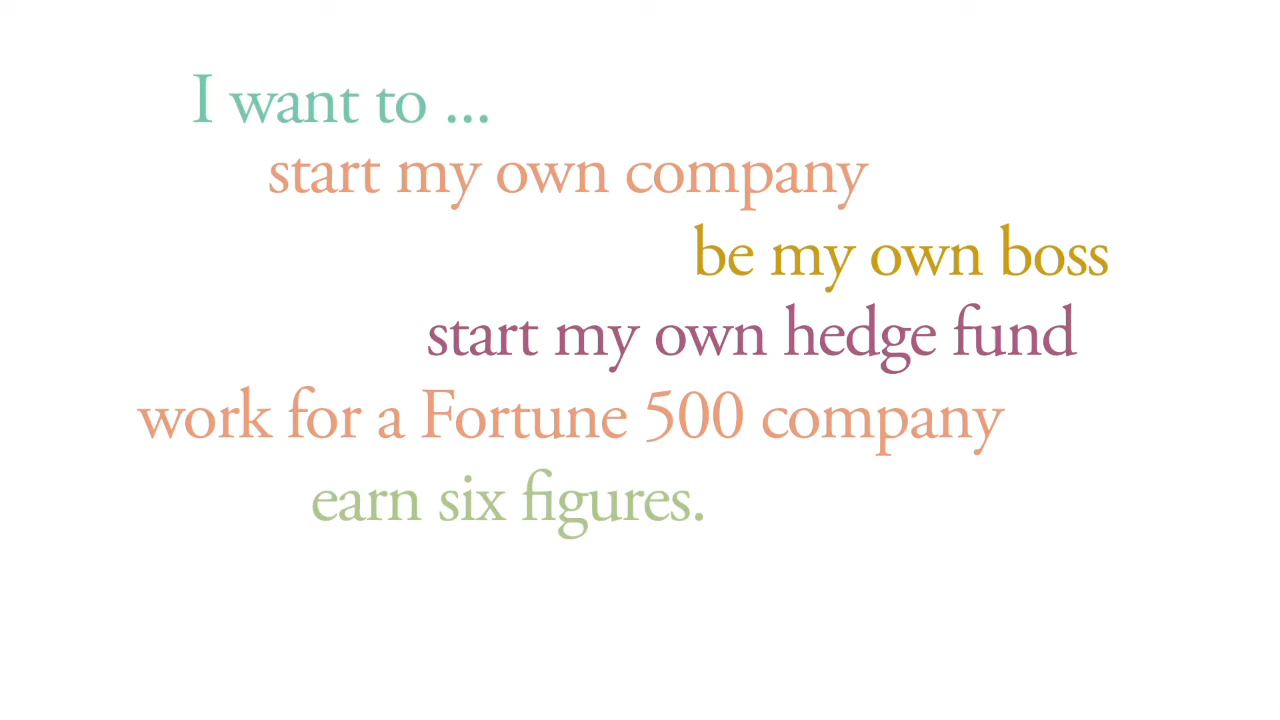 I want to ...
start my own company
be my own boss
start my own hedge fund
work for a Fortune 500 company
earn six figures.